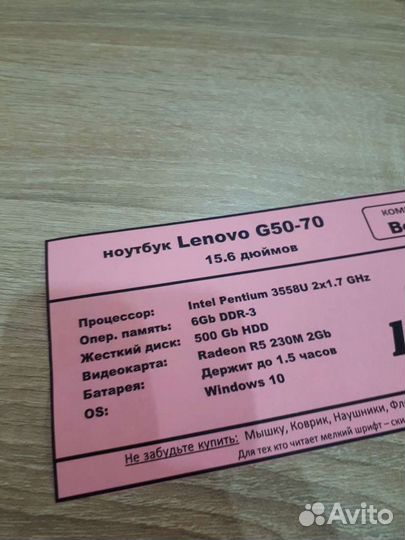 ноутбук Lenovo G50-70
15.6 дюймов
Процессор: Intel Pentium 3558U 2x1.7 GHz
Опер. память: 6Gb DDR-3
Жесткий диск: 500 Gb HDD
Видеокарта: Radeon R5 230M 2Gb
Батарея: Держит до 1.5 часов
OS: Windows 10
Не забудьте купить: Мышку, Коврик, Наушники,
Для тех кто читает мелкий шрифт –
Avito